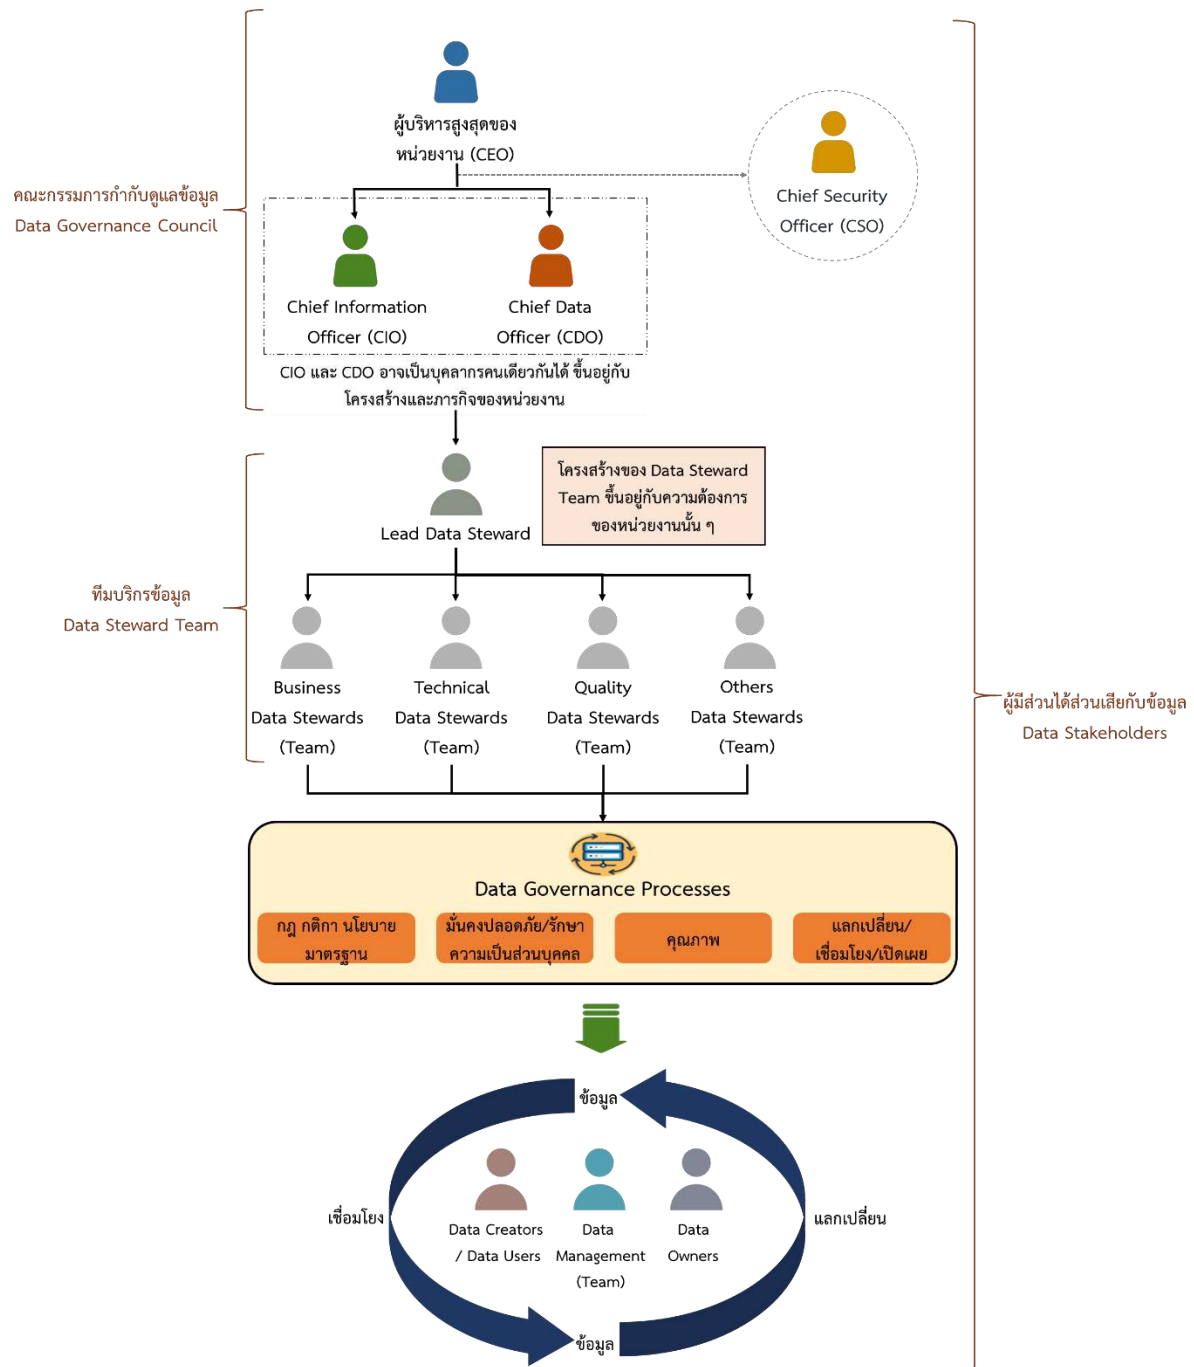 ผู้บริหารสูงสุดของ
หน่วยงาน (CEO)
Chief Security
Officer (CSO)
คณะกรรมการกำกับดูแลข้อมูล
Data Governance Council
Chief Information
Officer (CIO)
Chief Data
Officer (CDO)
CIO และ CDO อาจเป็นบุคลากรคนเดียวกันได้ ขึ้นอยู่กับ
โครงสร้างและภารกิจของหน่วยงาน
Lead Data Steward
โครงสร้างของ Data Steward
Team ขึ้นอยู่กับความต้องการ
ของหน่วยงานนั้น ๆ
ทีมบริกรข้อมูล
Data Steward Team
Business
Data Stewards
(Team)
Technical
Data Stewards
(Team)
Quality
Data Stewards
(Team)
Others
Data Stewards
(Team)
ผู้มีส่วนได้ส่วนเสียกับข้อมูล
Data Stakeholders
Data Governance Processes
กฎ กติกา นโยบาย
มาตรฐาน
มั่นคงปลอดภัย/รักษา
ความเป็นส่วนบุคคล
คุณภาพ
แลกเปลี่ยน/
เชื่อมโยง/เปิดเผย
ข้อมูล
เชื่อมโยง
Data Creators
/ Data Users
Data
Management
(Team)
Data
Owners
แลกเปลี่ยน
ข้อมูล